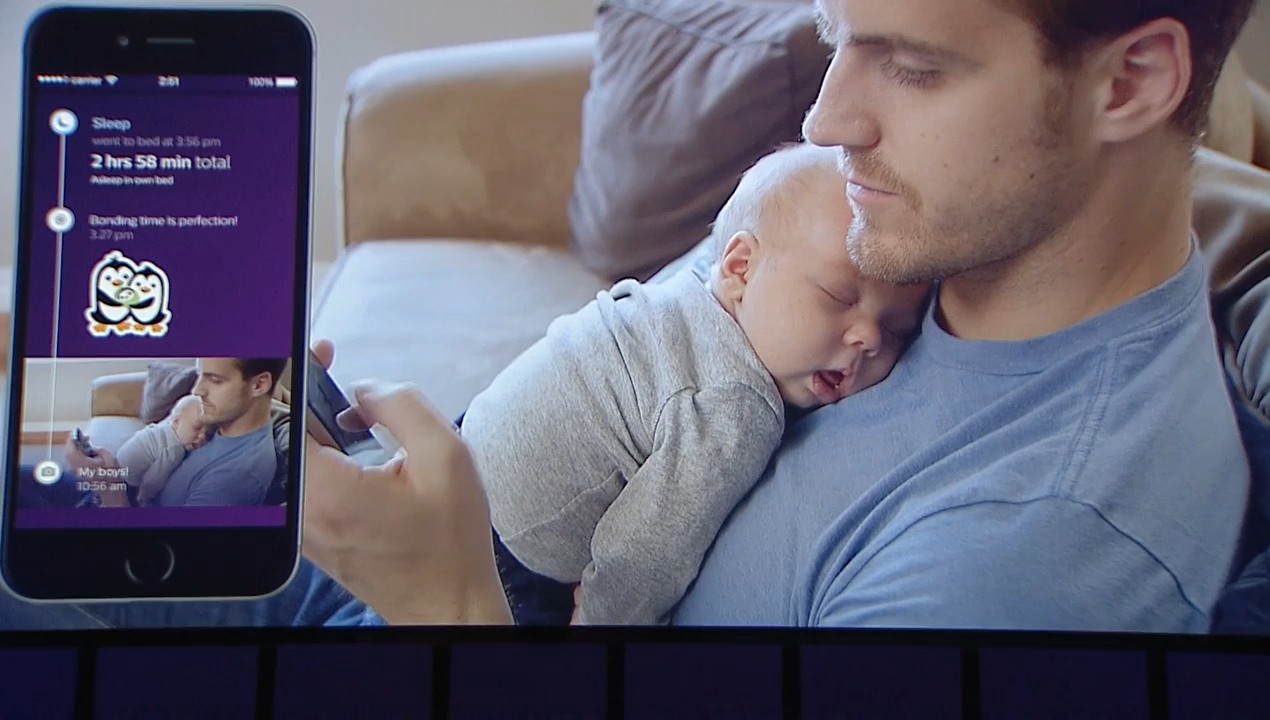 carrier 2:51 100%
Sleep
went to bed at 3:56 pm
2 hrs 58 min total
Asleep in own bed
Bonding time is perfection!
3:27 pm
My boys!
10:56 am